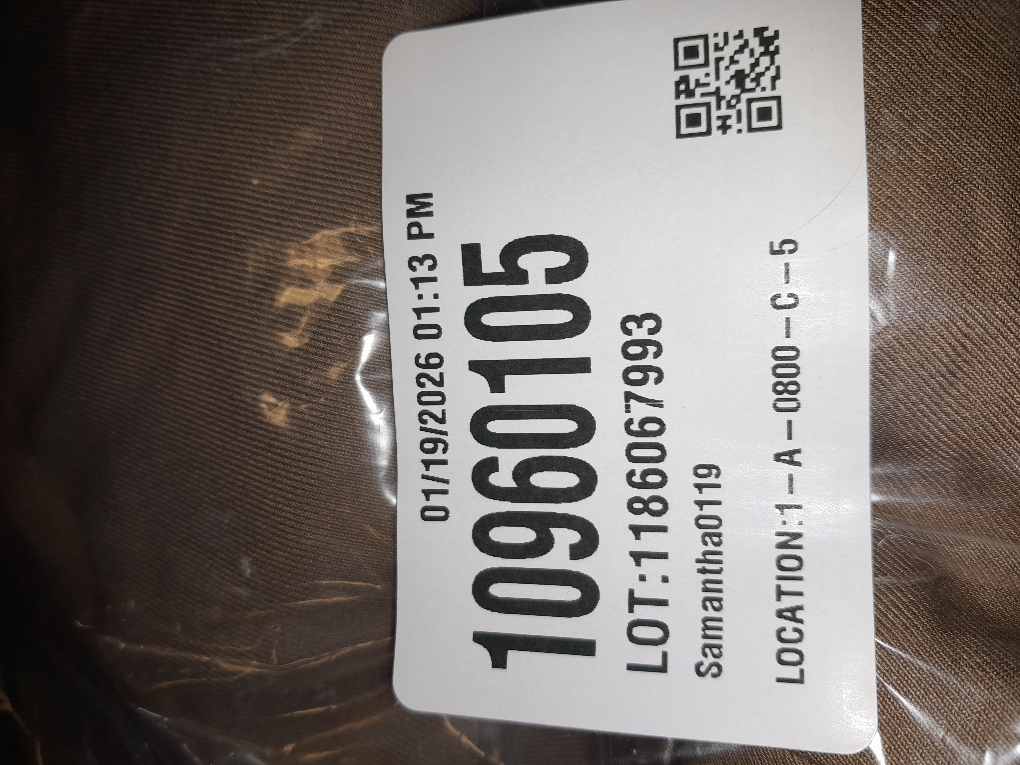 01/19/2026 01:13 PM
10960105
LOT:1186067993
Samantha0119
LOCATION:1-A-0800-C-5